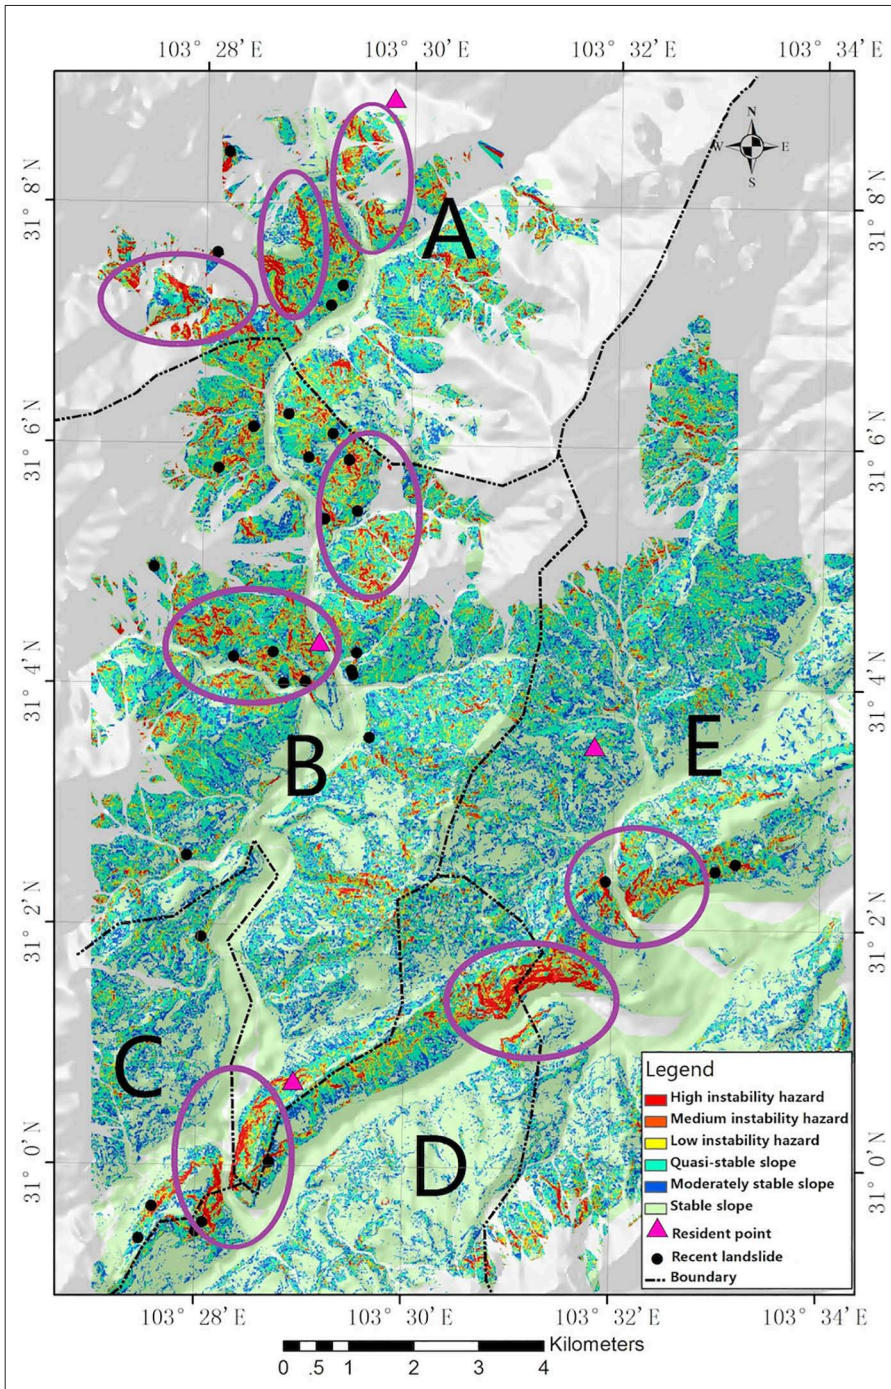 103° 28′ E 103° 30′ E 103° 32′ E 103° 34′ E
N
W E
S
31° 8′ N 31° 8′ N
A
31° 6′ N 31° 6′ N
31° 4′ N 31° 4′ N
B E
31° 2′ N 31° 2′ N
C
D
31° 0′ N 31° 0′ N
Legend
High instability hazard
Medium instability hazard
Low instability hazard
Quasi-stable slope
Moderately stable slope
Stable slope
Resident point
Recent landslide
Boundary
103° 28′ E 103° 30′ E 103° 32′ E 103° 34′ E
Kilometers
0 .5 1 2 3 4